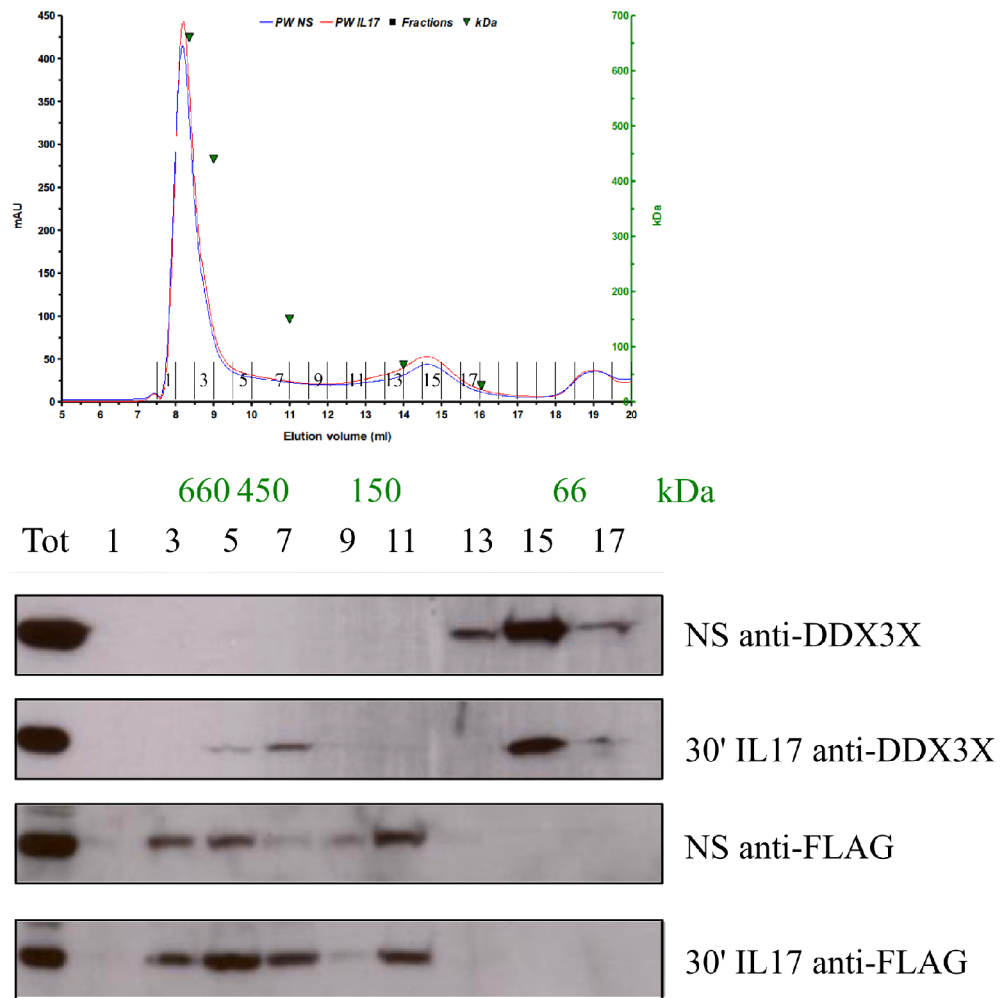 PW NS PW IL17 Fractions kDa
450 700
400 600
350
300 500
250 400
200 300
150
100 200
50 100
0 0
mAU
kDa
1 3 5 7 9 11 13 15 17
5 6 7 8 9 10 11 12 13 14 15 16 17 18 19 20
Elution volume (ml)
660 450 150 66 kDa
Tot 1 3 5 7 9 11 13 15 17
NS anti-DDX3X
30' IL17 anti-DDX3X
NS anti-FLAG
30' IL17 anti-FLAG